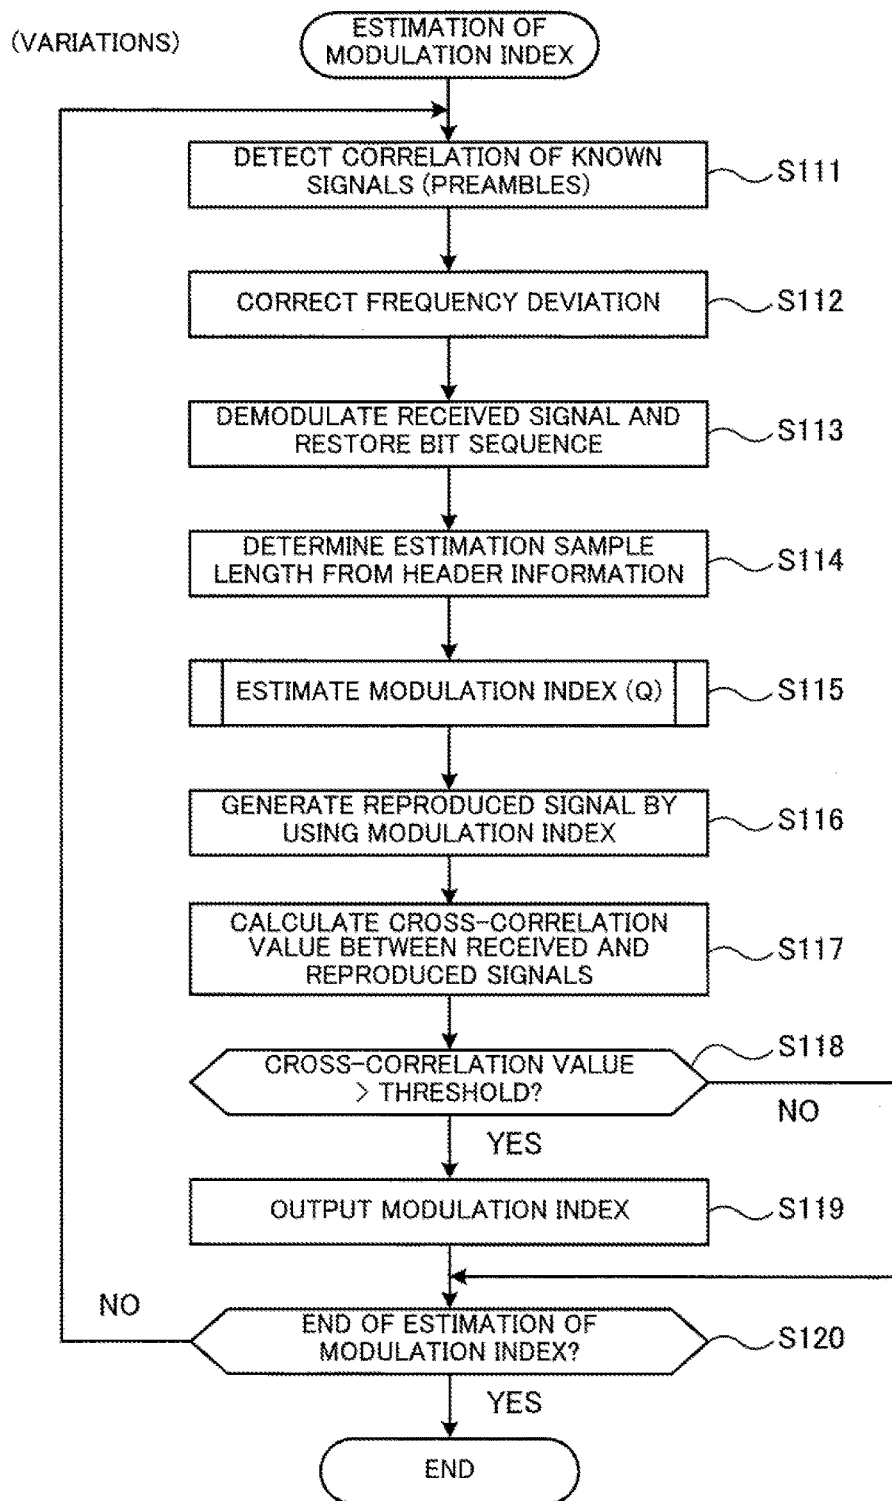 (VARIATIONS)
ESTIMATION OF
MODULATION INDEX
DETECT CORRELATION OF KNOWN
SIGNALS (PREAMBLES)
S111
CORRECT FREQUENCY DEVIATION
S112
DEMODULATE RECEIVED SIGNAL AND
RESTORE BIT SEQUENCE
S113
DETERMINE ESTIMATION SAMPLE
LENGTH FROM HEADER INFORMATION
S114
ESTIMATE MODULATION INDEX (Q)
S115
GENERATE REPRODUCED SIGNAL BY
USING MODULATION INDEX
S116
CALCULATE CROSS-CORRELATION
VALUE BETWEEN RECEIVED AND
REPRODUCED SIGNALS
S117
CROSS-CORRELATION VALUE
> THRESHOLD?
S118
NO
YES
OUTPUT MODULATION INDEX
S119
NO
END OF ESTIMATION OF
MODULATION INDEX?
S120
YES
END